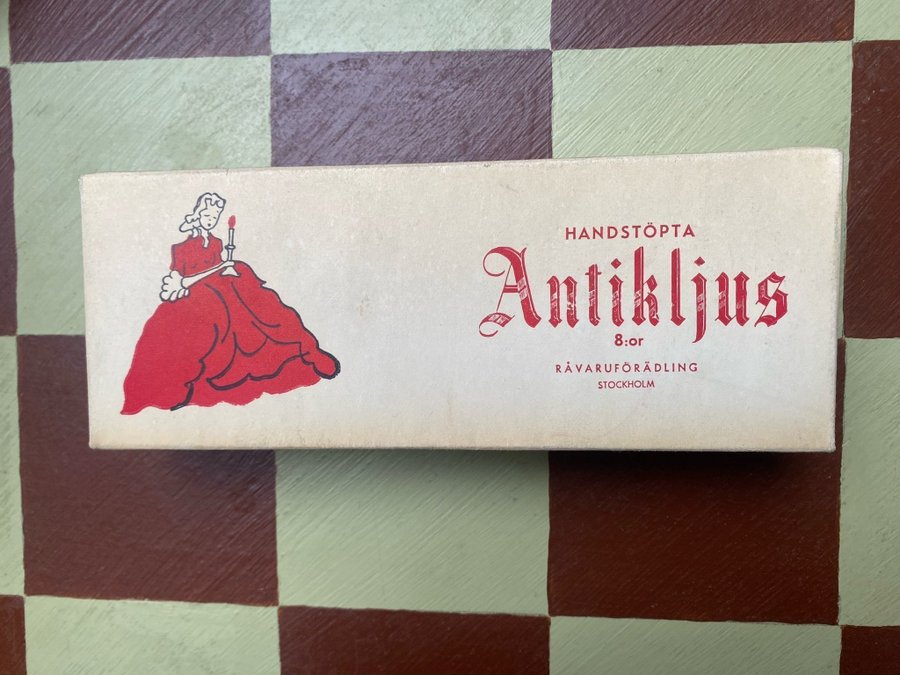 HANDSTÖPTA
Antikljus
8:or
RÅVARUFÖRÄDLING
STOCKHOLM